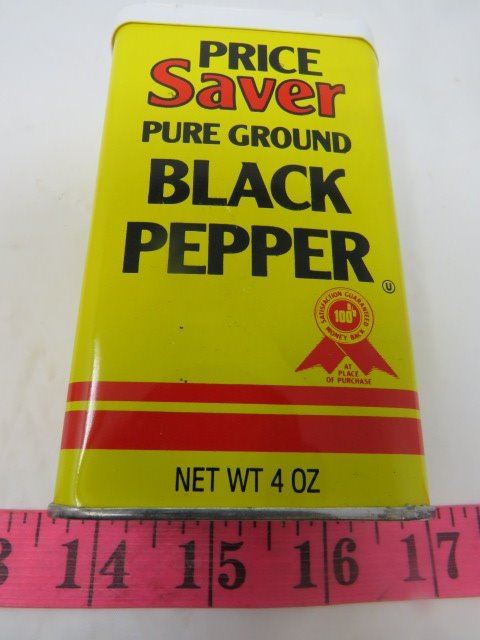 PRICE
Saver
PURE GROUND
BLACK
PEPPER
U
SATISFACTION GUARANTEED
100%
MONEY BACK
AT
PLACE
OF PURCHASE
NET WT 4 OZ
3 14 15 16 17